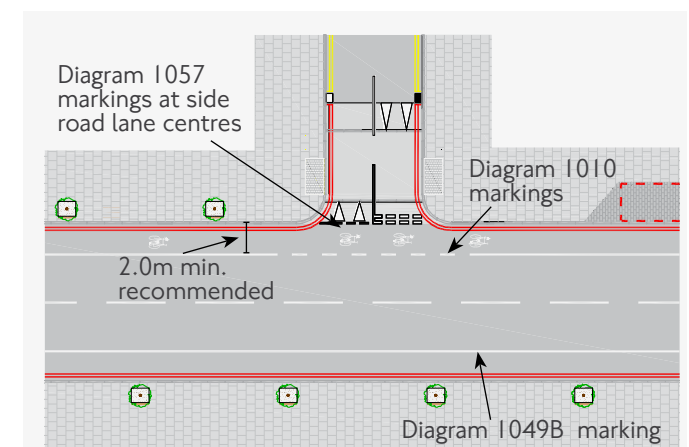 Diagram 1057
markings at side
road lane centres
Diagram 1010
markings
2.0m min.
recommended
Diagram 1049B marking